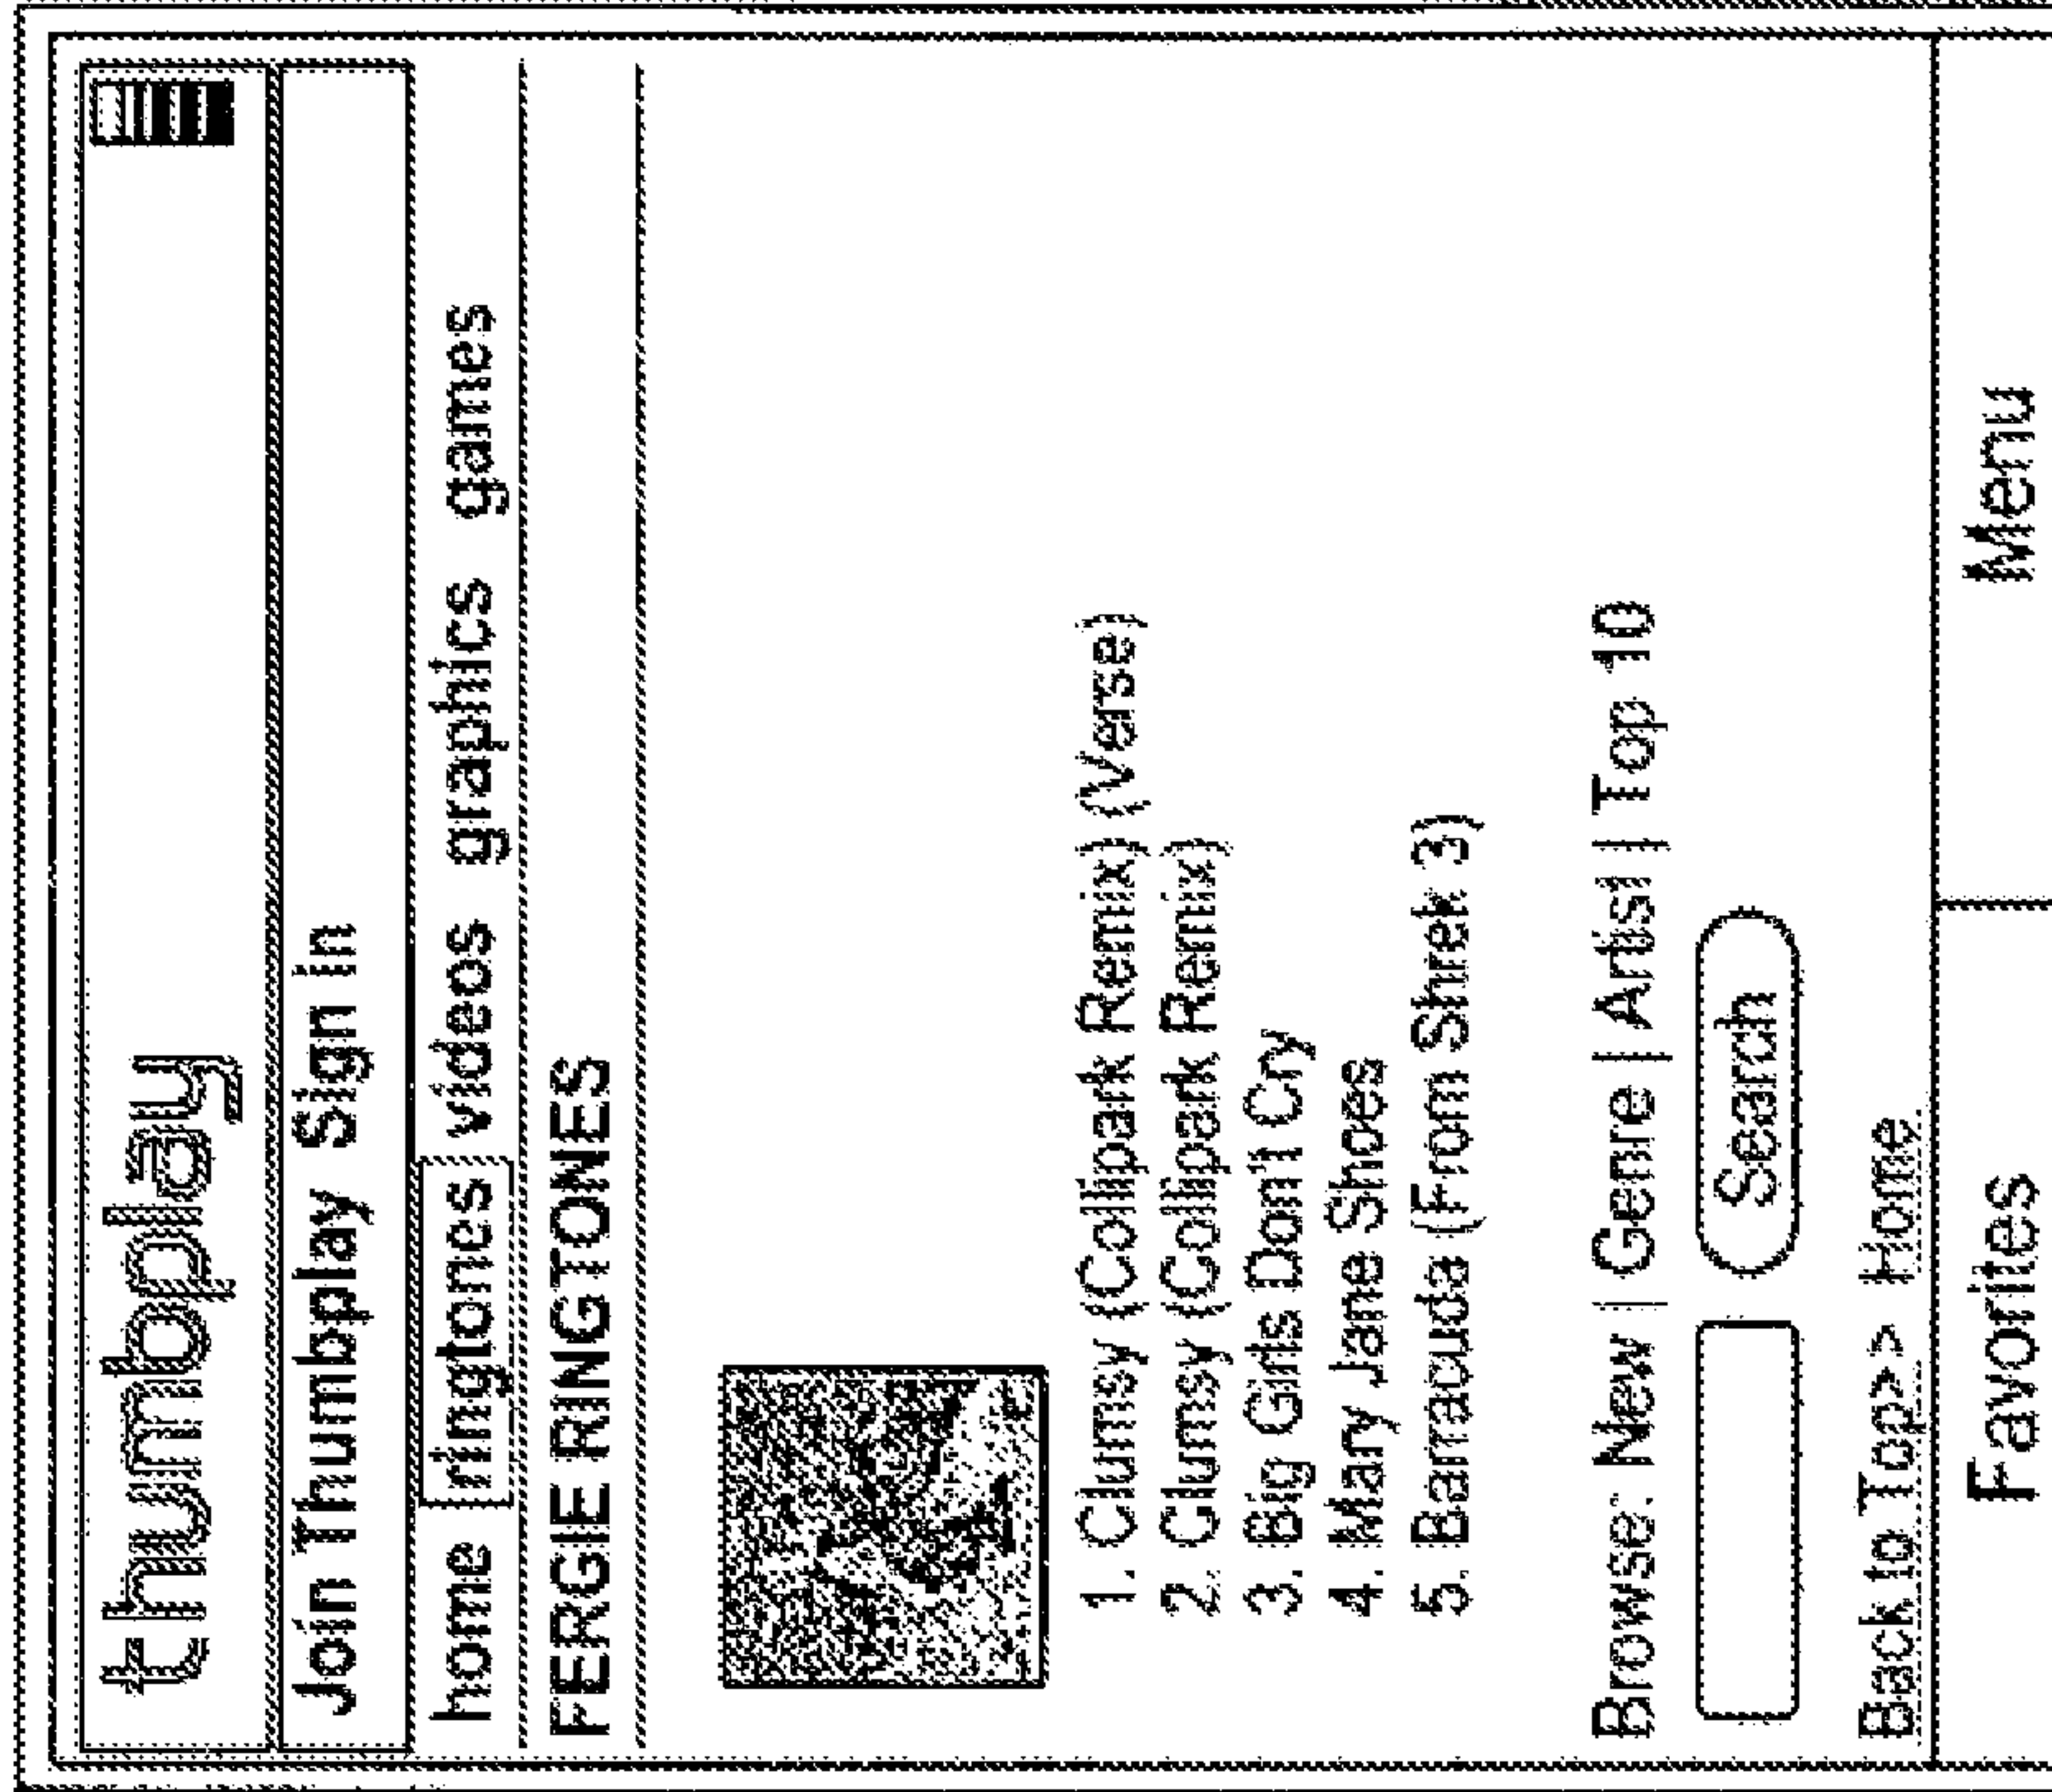 thumbplay
Join Thumbplay Sign in
home ringtones videos graphics games
FERGIE RINGTONES
1. Clumsy (Collipark Remix) (Verse)
2. Clumsy (Collipark Remix)
3. Big Girls Don't Cry
4. Mary Jane Shoes
5. Barracuda (From Shrek 3)
Browse: New | Genre | Artist | Top 10
Search
Back to Top>> Home
Favorites Menu